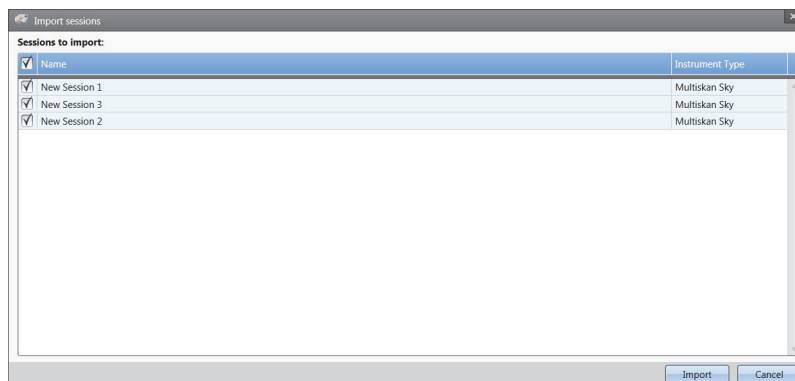 Import sessions
Sessions to import:
Name Instrument Type
New Session 1 Multiskan Sky
New Session 3 Multiskan Sky
New Session 2 Multiskan Sky
Import Cancel